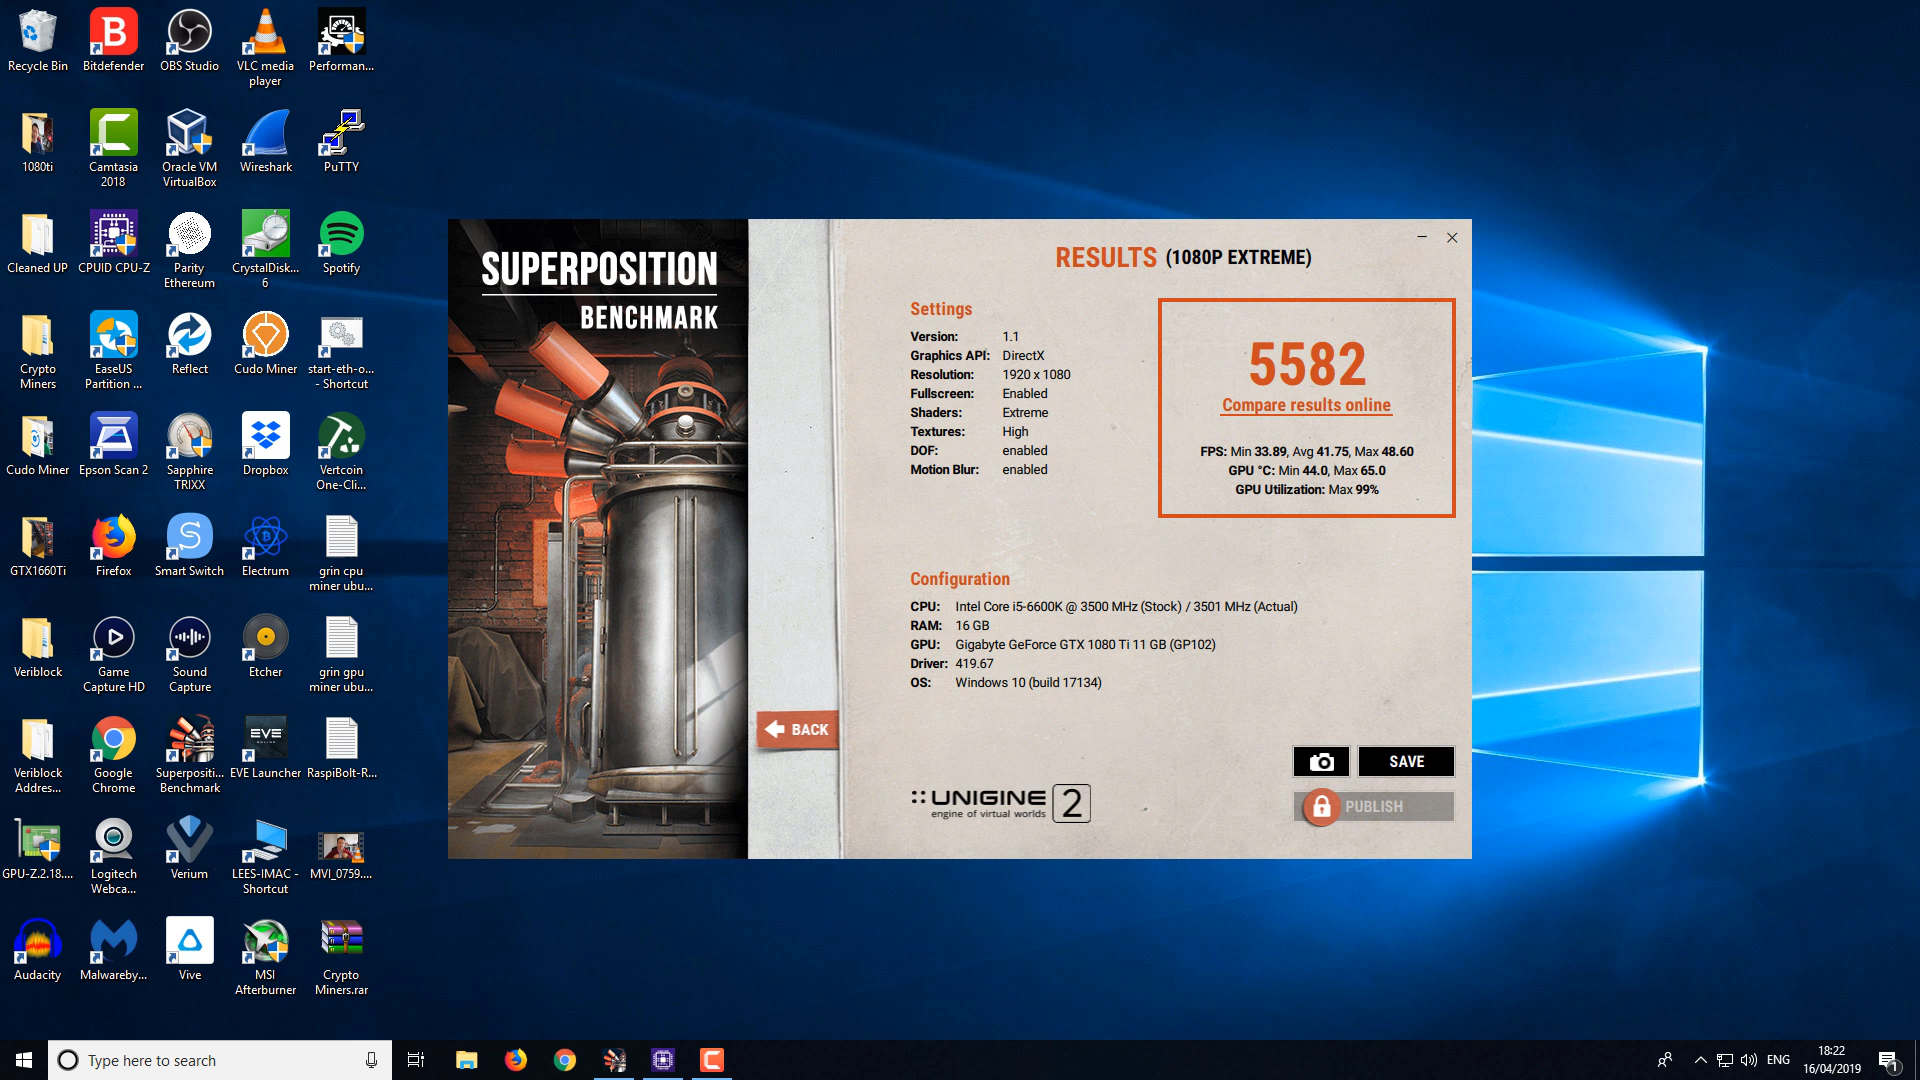 Recycle Bin
Bitdefender
OBS Studio
VLC media
player
Performan...
1080ti
Camtasia
2018
Oracle VM
VirtualBox
Wireshark
PuTTY
Cleaned UP
CPUID CPU-Z
Parity
Ethereum
CrystalDisk...
6
Spotify
Crypto
Miners
EaseUS
Partition ...
Reflect
Cudo Miner
start-eth-o...
- Shortcut
Cudo Miner
Epson Scan 2
Sapphire
TRIXX
Dropbox
Vertcoin
One-Cli...
GTX1660Ti
Firefox
Smart Switch
Electrum
grin cpu
miner ubu...
Veriblock
Game
Capture HD
Sound
Capture
Etcher
grin gpu
miner ubu...
Veriblock
Addres...
Google
Chrome
Superpositi...
Benchmark
EVE
EVE Launcher
RaspiBolt-R...
GPU-Z.2.18....
Logitech
Webca...
Verium
LEES-IMAC -
Shortcut
MVI_0759....
Audacity
Malwareby...
Vive
MSI
Afterburner
Crypto
Miners.rar
SUPERPOSITION
BENCHMARK
RESULTS (1080P EXTREME)
Settings
Version: 1.1
Graphics API: DirectX
Resolution: 1920 x 1080
Fullscreen: Enabled
Shaders: Extreme
Textures: High
DOF: enabled
Motion Blur: enabled
5582
Compare results online
FPS: Min 33.89, Avg 41.75, Max 48.60
GPU °C: Min 44.0, Max 65.0
GPU Utilization: Max 99%
Configuration
CPU: Intel Core i5-6600K @ 3500 MHz (Stock) / 3501 MHz (Actual)
RAM: 16 GB
GPU: Gigabyte GeForce GTX 1080 Ti 11 GB (GP102)
Driver: 419.67
OS: Windows 10 (build 17134)
BACK
SAVE
PUBLISH
UNIGINE 2
engine of virtual worlds
Type here to search
ENG
18:22
16/04/2019
1